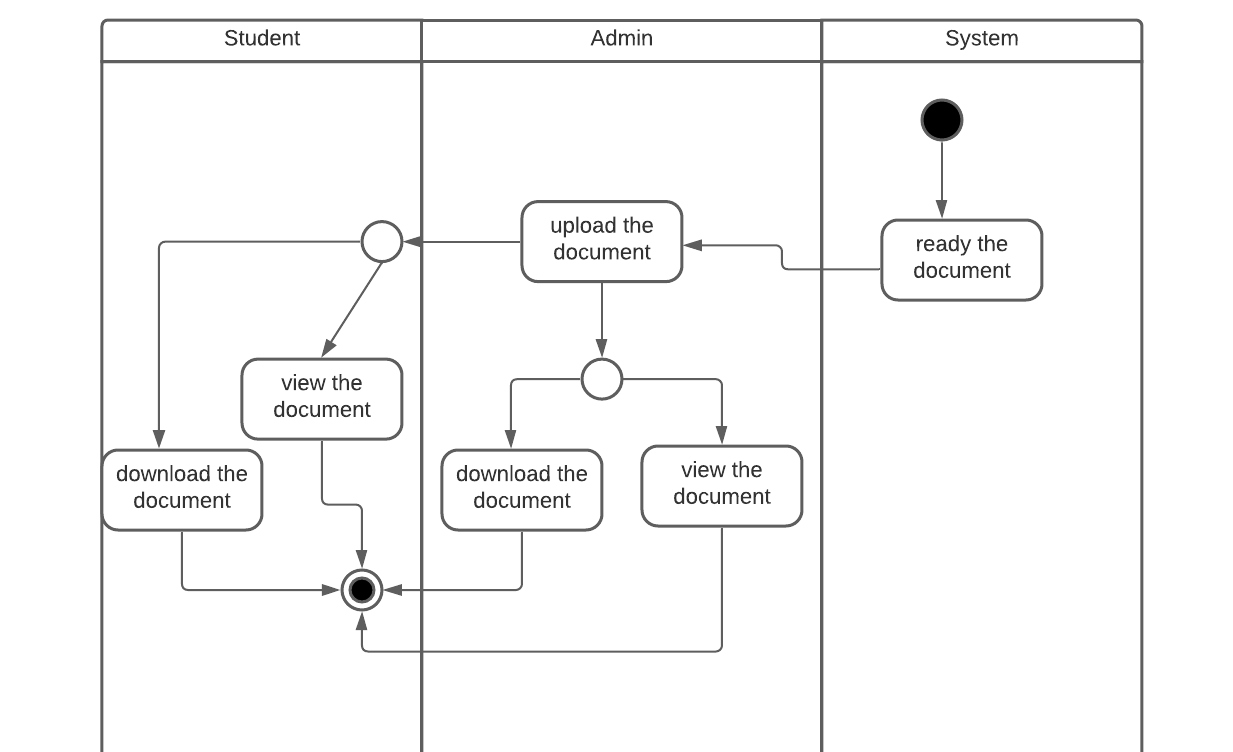 Student
Admin
System
upload the
document
ready the
document
view the
document
download the
document
download the
document
view the
document